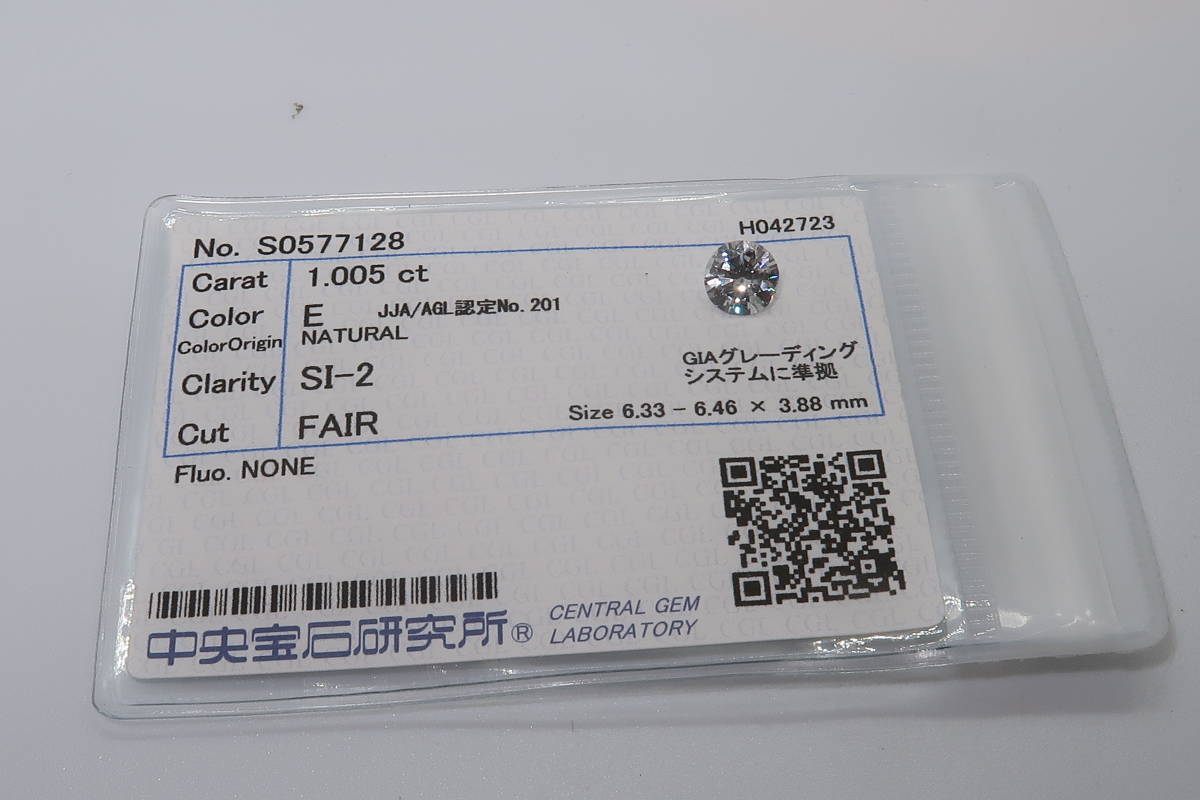 No. S0577128
H042723
Carat 1.005 ct
Color E JJA/AGL認定No.201
ColorOrigin NATURAL
Clarity SI-2
GIAグレーディング
システムに準拠
Cut FAIR
Size 6.33 - 6.46 × 3.88 mm
Fluo. NONE
中央宝石研究所®
CENTRAL GEM
LABORATORY